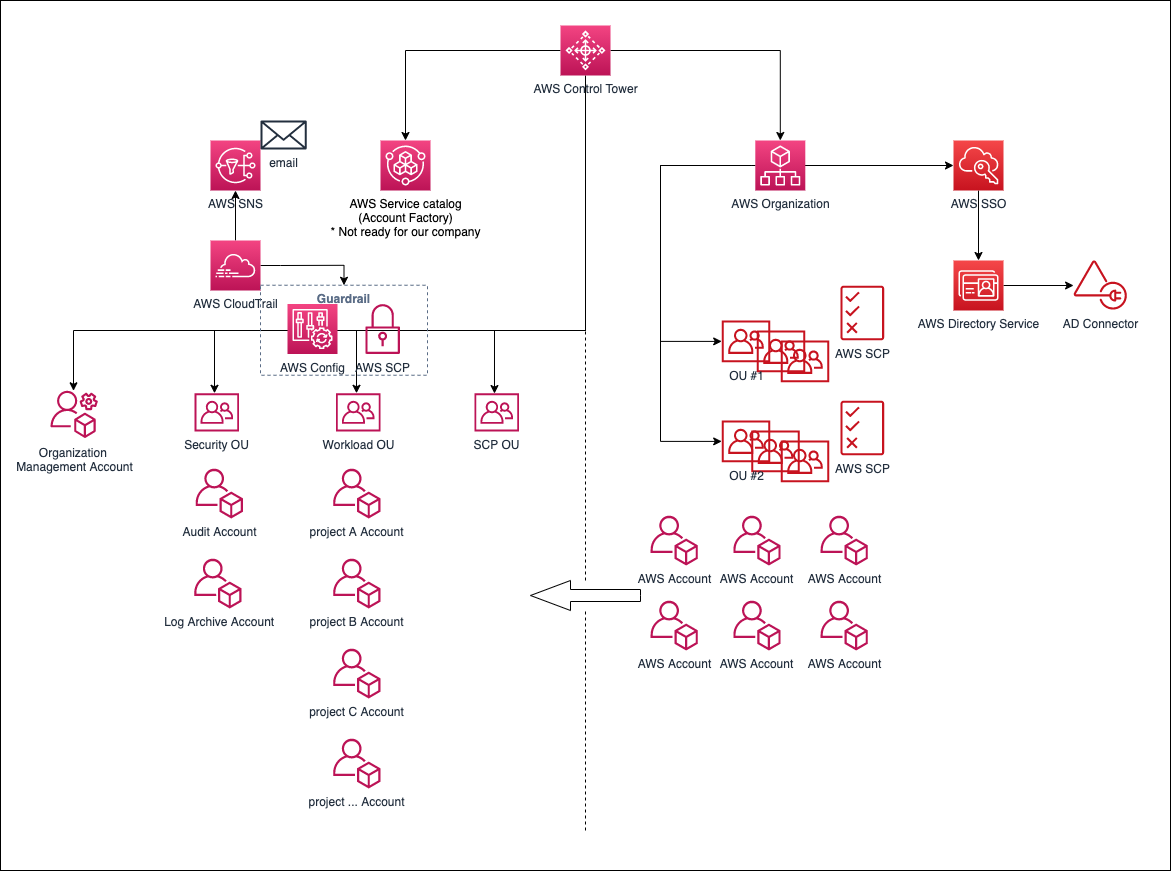 AWS Control Tower
email
AWS SNS
AWS Service catalog
(Account Factory)
* Not ready for our company
AWS Organization
AWS SSO
AWS CloudTrail
Guardrail
AWS Config
AWS SCP
AWS Directory Service
AD Connector
AWS SCP
OU #1
AWS SCP
OU #2
Organization
Management Account
Security OU
Workload OU
SCP OU
Audit Account
project A Account
Log Archive Account
project B Account
project C Account
project ... Account
AWS Account
AWS Account
AWS Account
AWS Account
AWS Account
AWS Account